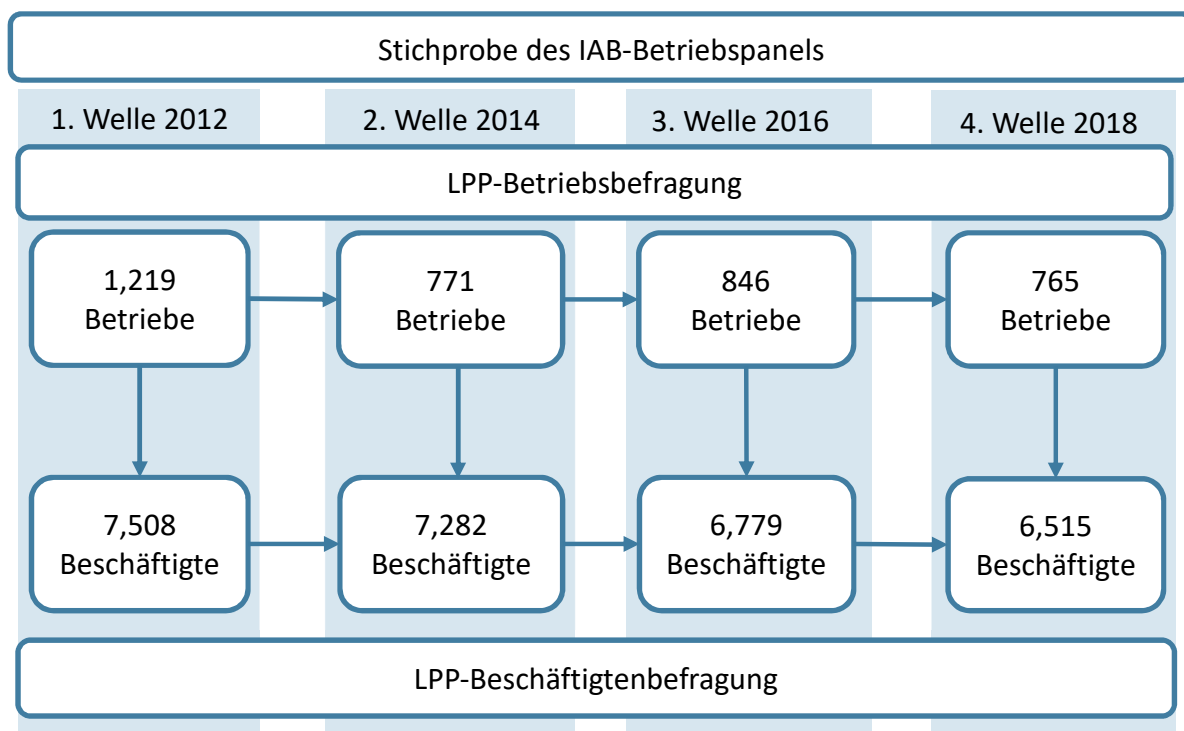 Stichprobe des IAB-Betriebspanels
1. Welle 2012
2. Welle 2014
3. Welle 2016
4. Welle 2018
LPP-Betriebsbefragung
1,219
Betriebe
771
Betriebe
846
Betriebe
765
Betriebe
7,508
Beschäftigte
7,282
Beschäftigte
6,779
Beschäftigte
6,515
Beschäftigte
LPP-Beschäftigtenbefragung